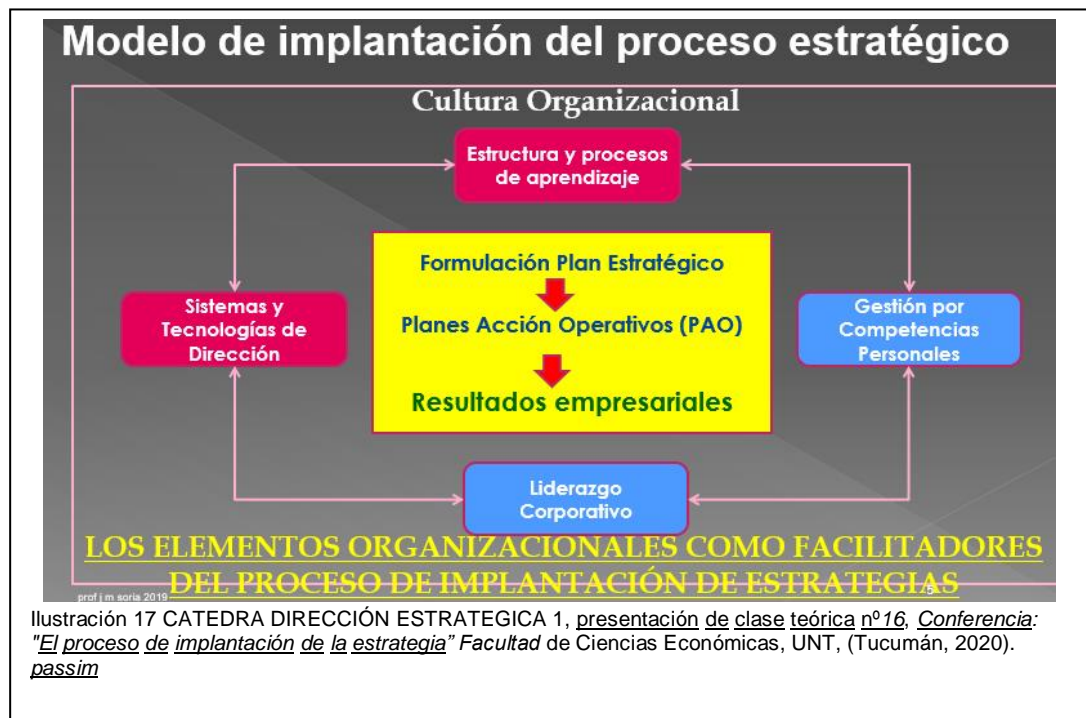 Modelo de implantación del proceso estratégico
Cultura Organizacional
Estructura y procesos
de aprendizaje
Formulación Plan Estratégico
Sistemas y
Tecnologías de
Dirección
Planes Acción Operativos (PAO)
Gestión por
Competencias
Personales
Resultados empresariales
Liderazgo
Corporativo
LOS ELEMENTOS ORGANIZACIONALES COMO FACILITADORES
DEL PROCESO DE IMPLANTACIÓN DE ESTRATEGIAS
prof j m soria 2019
5
Ilustración 17 CATEDRA DIRECCIÓN ESTRATEGICA 1, presentación de clase teórica nº16, Conferencia:
"El proceso de implantación de la estrategia” Facultad de Ciencias Económicas, UNT, (Tucumán, 2020).
passim